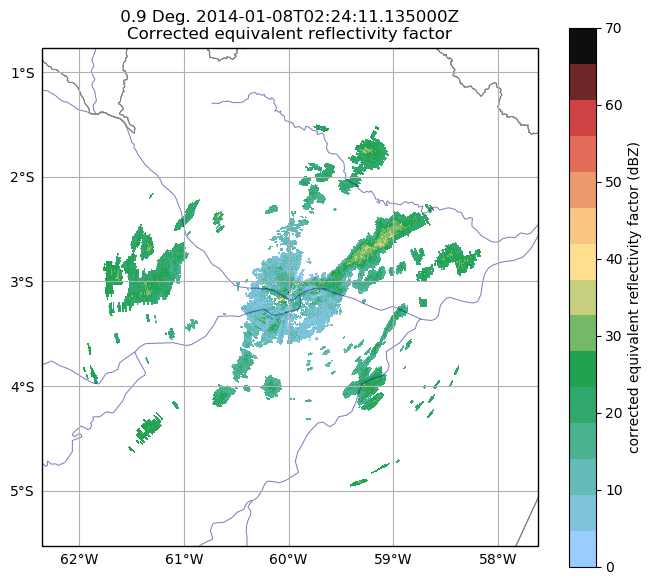 0.9 Deg. 2014-01-08T02:24:11.135000Z
Corrected equivalent reflectivity factor
1°S
2°S
3°S
4°S
5°S
62°W
61°W
60°W
59°W
58°W
70
60
50
40
30
20
10
0
corrected equivalent reflectivity factor (dBZ)